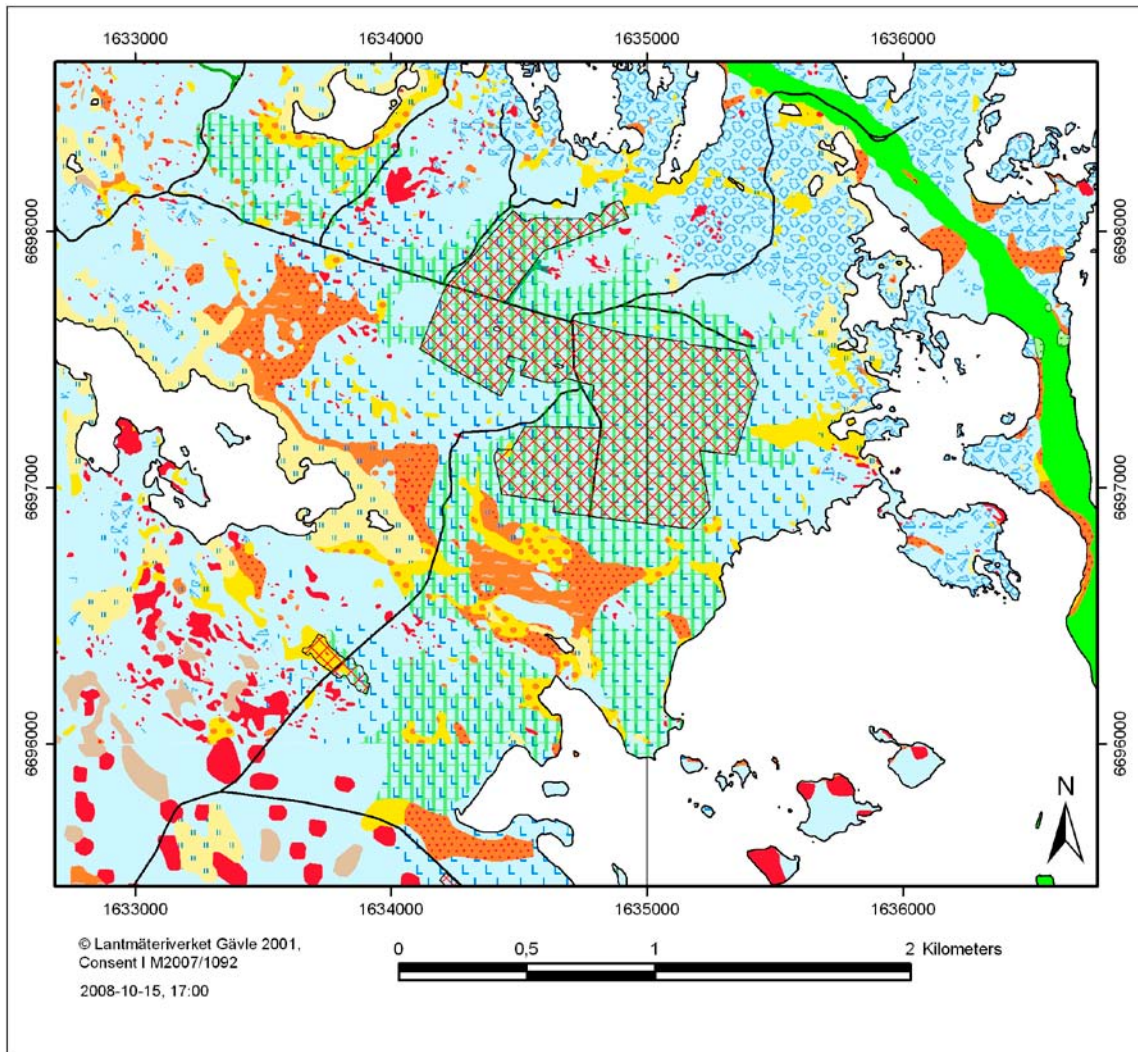 1633000 1634000 1635000 1636000
6698000 6698000
6697000 6697000
6696000 6696000
N
1633000 1634000 1635000 1636000
© Lantmäteriverket Gävle 2001,
Consent I M2007/1092
2008-10-15, 17:00
0 0,5 1 2 Kilometers